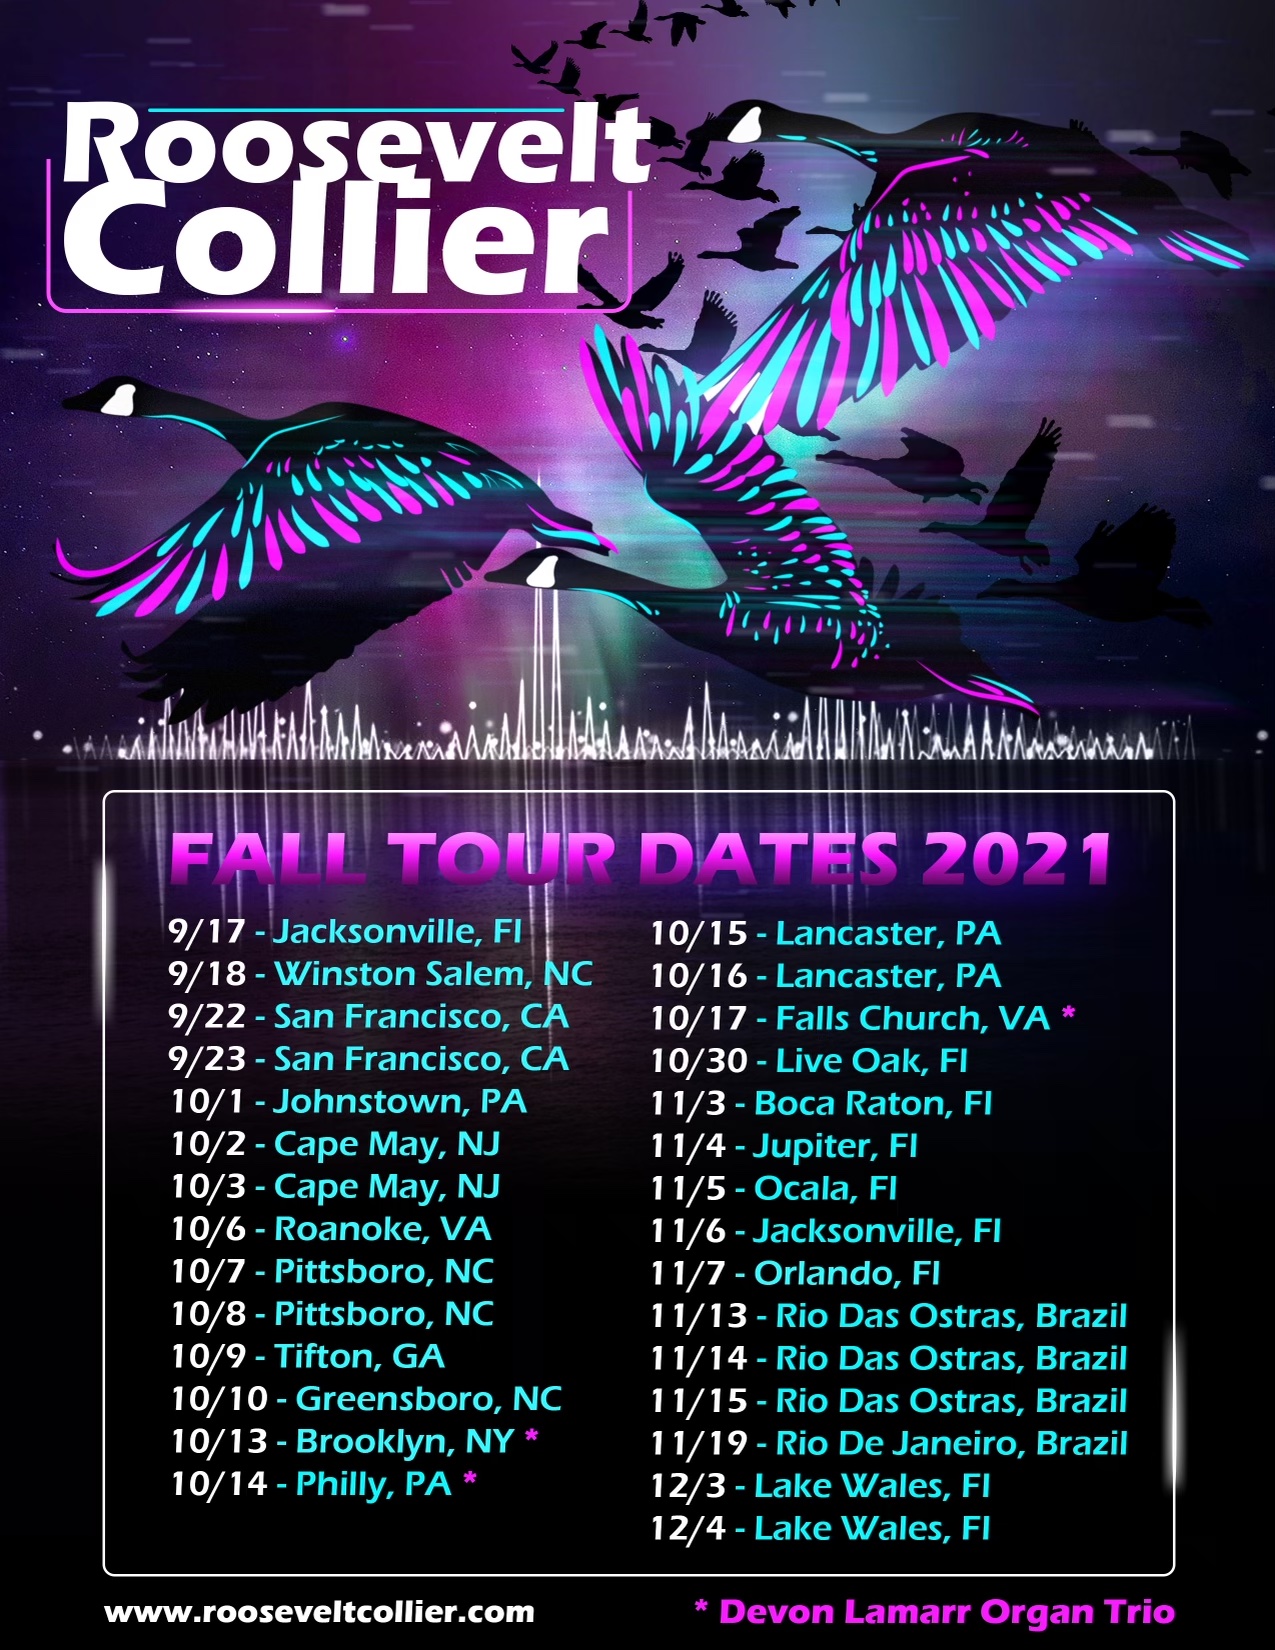 Roosevelt
Collier
FALL TOUR DATES 2021
9/17 - Jacksonville, Fl
9/18 - Winston Salem, NC
9/22 - San Francisco, CA
9/23 - San Francisco, CA
10/1 - Johnstown, PA
10/2 - Cape May, NJ
10/3 - Cape May, NJ
10/6 - Roanoke, VA
10/7 - Pittsboro, NC
10/8 - Pittsboro, NC
10/9 - Tifton, GA
10/10 - Greensboro, NC
10/13 - Brooklyn, NY *
10/14 - Philly, PA *
10/15 - Lancaster, PA
10/16 - Lancaster, PA
10/17 - Falls Church, VA *
10/30 - Live Oak, Fl
11/3 - Boca Raton, Fl
11/4 - Jupiter, Fl
11/5 - Ocala, Fl
11/6 - Jacksonville, Fl
11/7 - Orlando, Fl
11/13 - Rio Das Ostras, Brazil
11/14 - Rio Das Ostras, Brazil
11/15 - Rio Das Ostras, Brazil
11/19 - Rio De Janeiro, Brazil
12/3 - Lake Wales, Fl
12/4 - Lake Wales, Fl
www.rooseveltcollier.com
* Devon Lamarr Organ Trio